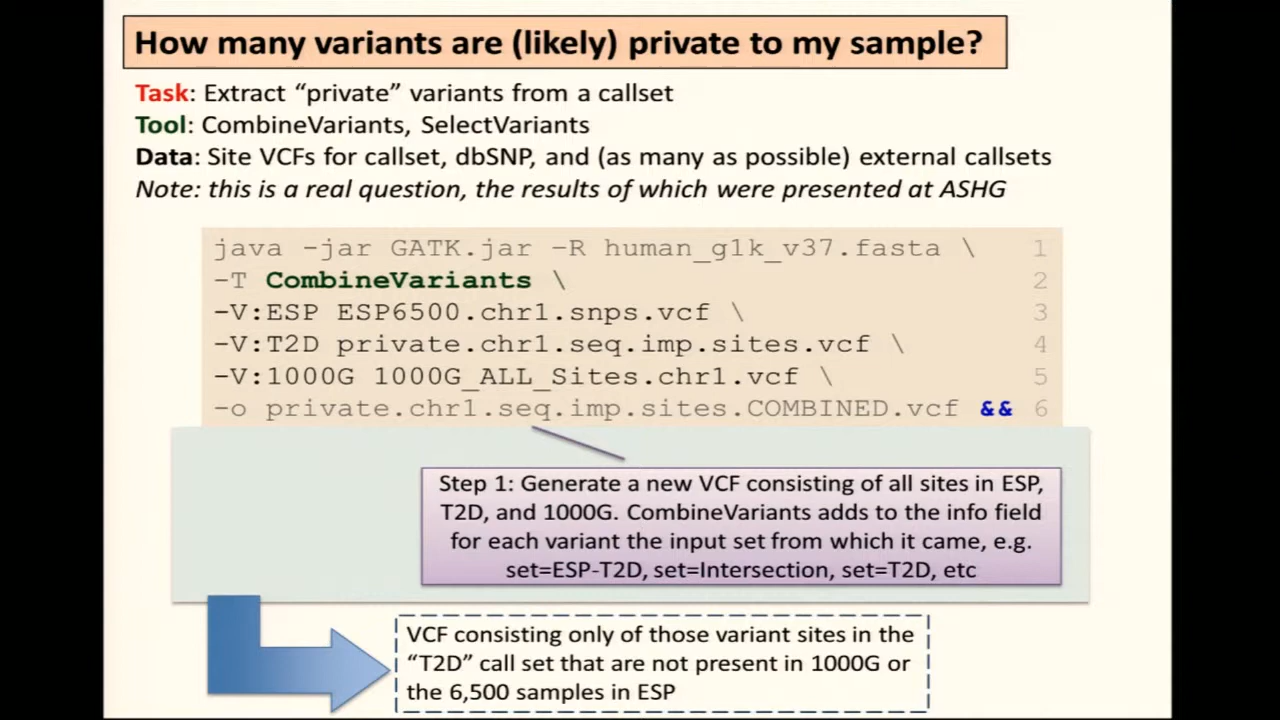 How many variants are (likely) private to my sample?
Task: Extract “private” variants from a callset
Tool: CombineVariants, SelectVariants
Data: Site VCFs for callset, dbSNP, and (as many as possible) external callsets
Note: this is a real question, the results of which were presented at ASHG
java -jar GATK.jar –R human_g1k_v37.fasta \ 1
-T CombineVariants \ 2
-V:ESP ESP6500.chr1.snps.vcf \ 3
-V:T2D private.chr1.seq.imp.sites.vcf \ 4
-V:1000G 1000G_ALL_Sites.chr1.vcf \ 5
-o private.chr1.seq.imp.sites.COMBINED.vcf && 6
Step 1: Generate a new VCF consisting of all sites in ESP,
T2D, and 1000G. CombineVariants adds to the info field
for each variant the input set from which it came, e.g.
set=ESP-T2D, set=Intersection, set=T2D, etc
VCF consisting only of those variant sites in the
“T2D” call set that are not present in 1000G or
the 6,500 samples in ESP